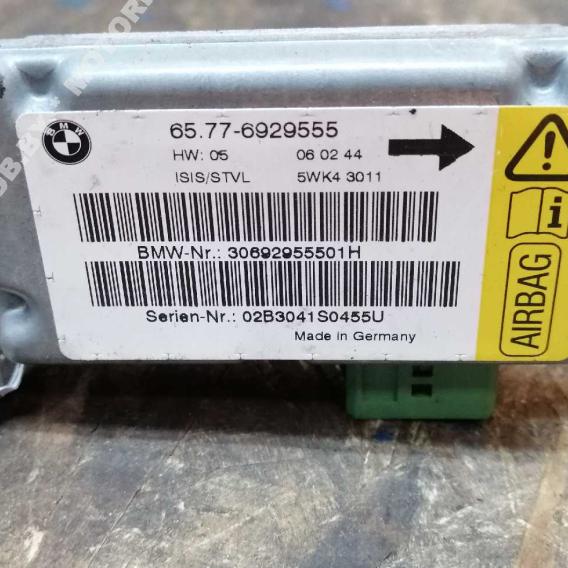 BMW
65.77-6929555
HW: 05 06 02 44
ISIS/STVL 5WK4 3011
BMW-Nr.: 30692955501H
Serien-Nr.: 02B3041S0455U
Made in Germany
AIRBAG